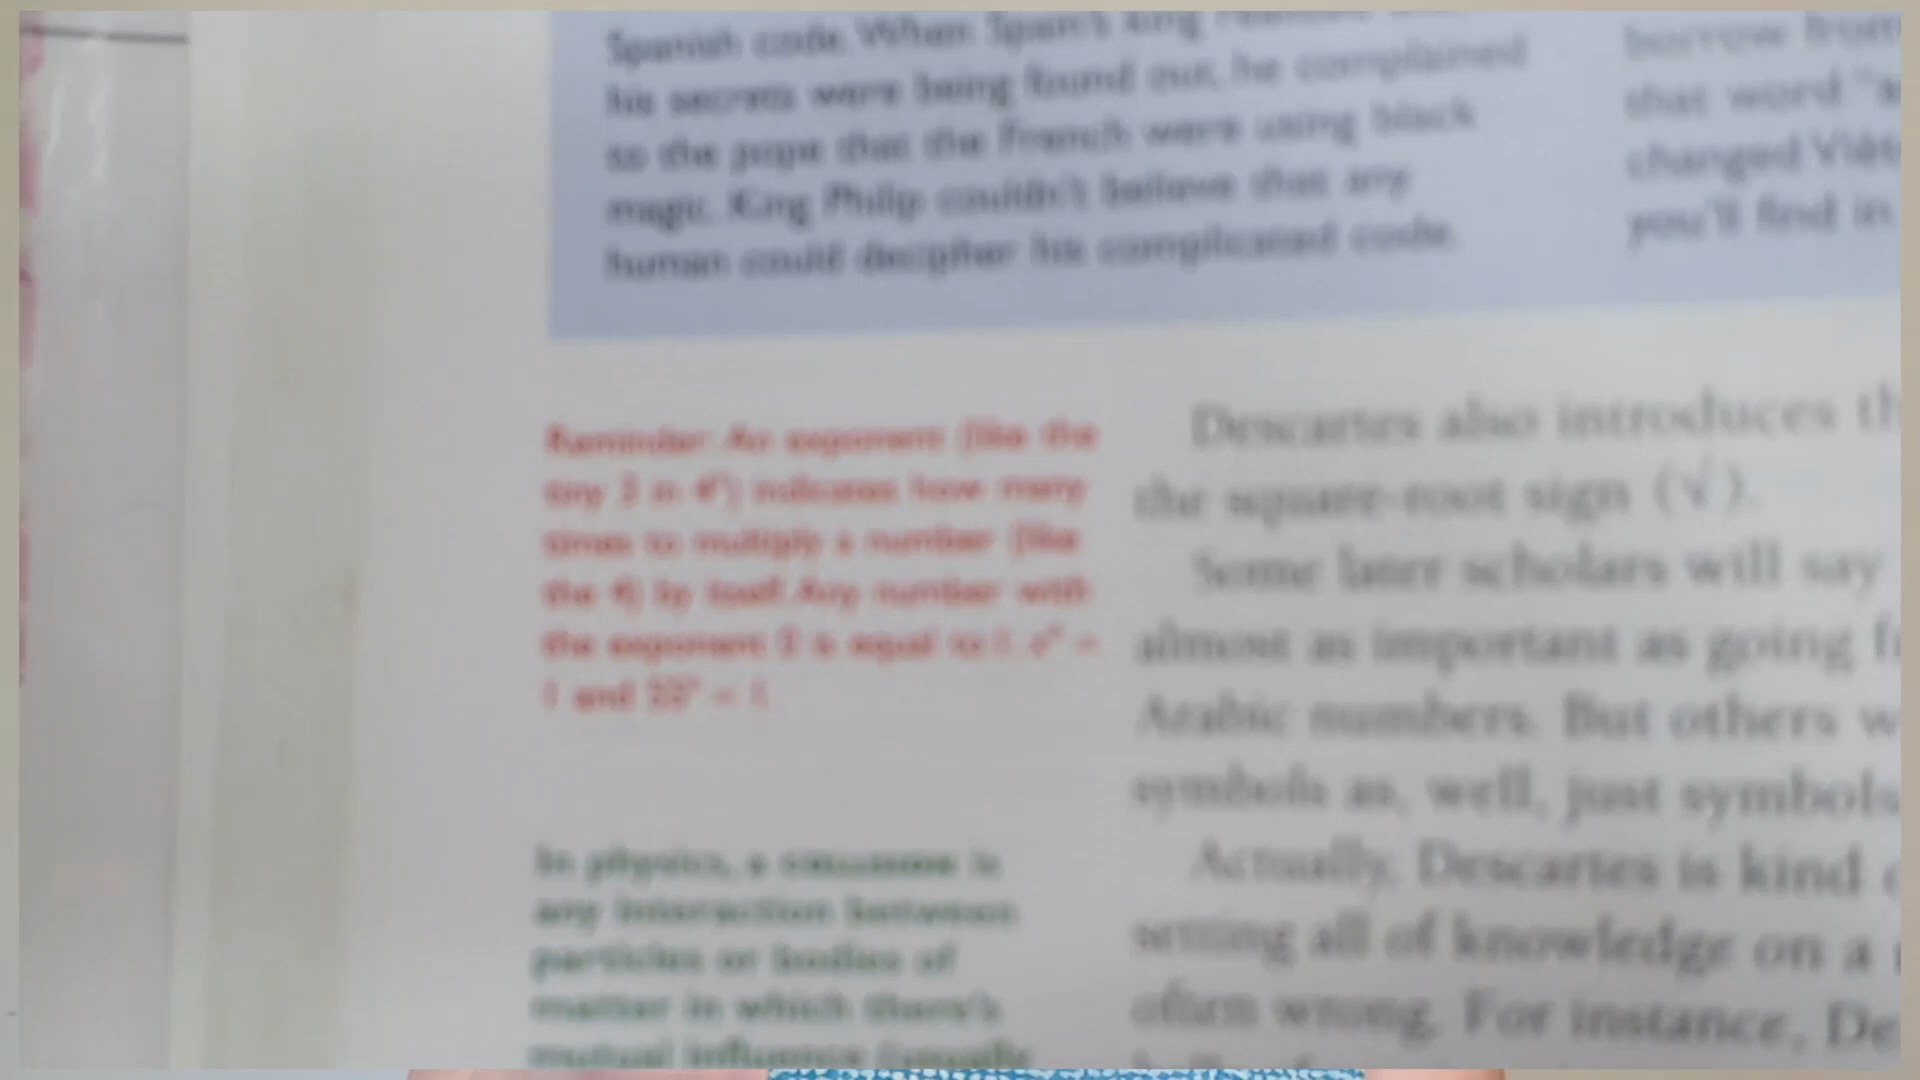 Spanish code. When Spain's king realized
his secrets were being found out, he complained
to the pope that the French were using black
magic. King Philip couldn't believe that any
human could decipher his complicated code.
borrow from
that word "a
changed Vièt
you'll find in
Reminder: An exponent (like the
tiny 3 in 4³) indicates how many
times to multiply a number (like
the 4) by itself. Any number with
the exponent 0 is equal to 1.
1 and
In physics, a COLLISION is
any interaction between
particles or bodies of
matter in which there's
mutual influence (usually
Descartes also introduces th
the square-root sign (√).
Some later scholars will say
almost as important as going f
Arabic numbers. But others w
symbols as, well, just symbols
Actually, Descartes is kind
setting all of knowledge on a
often wrong. For instance, De